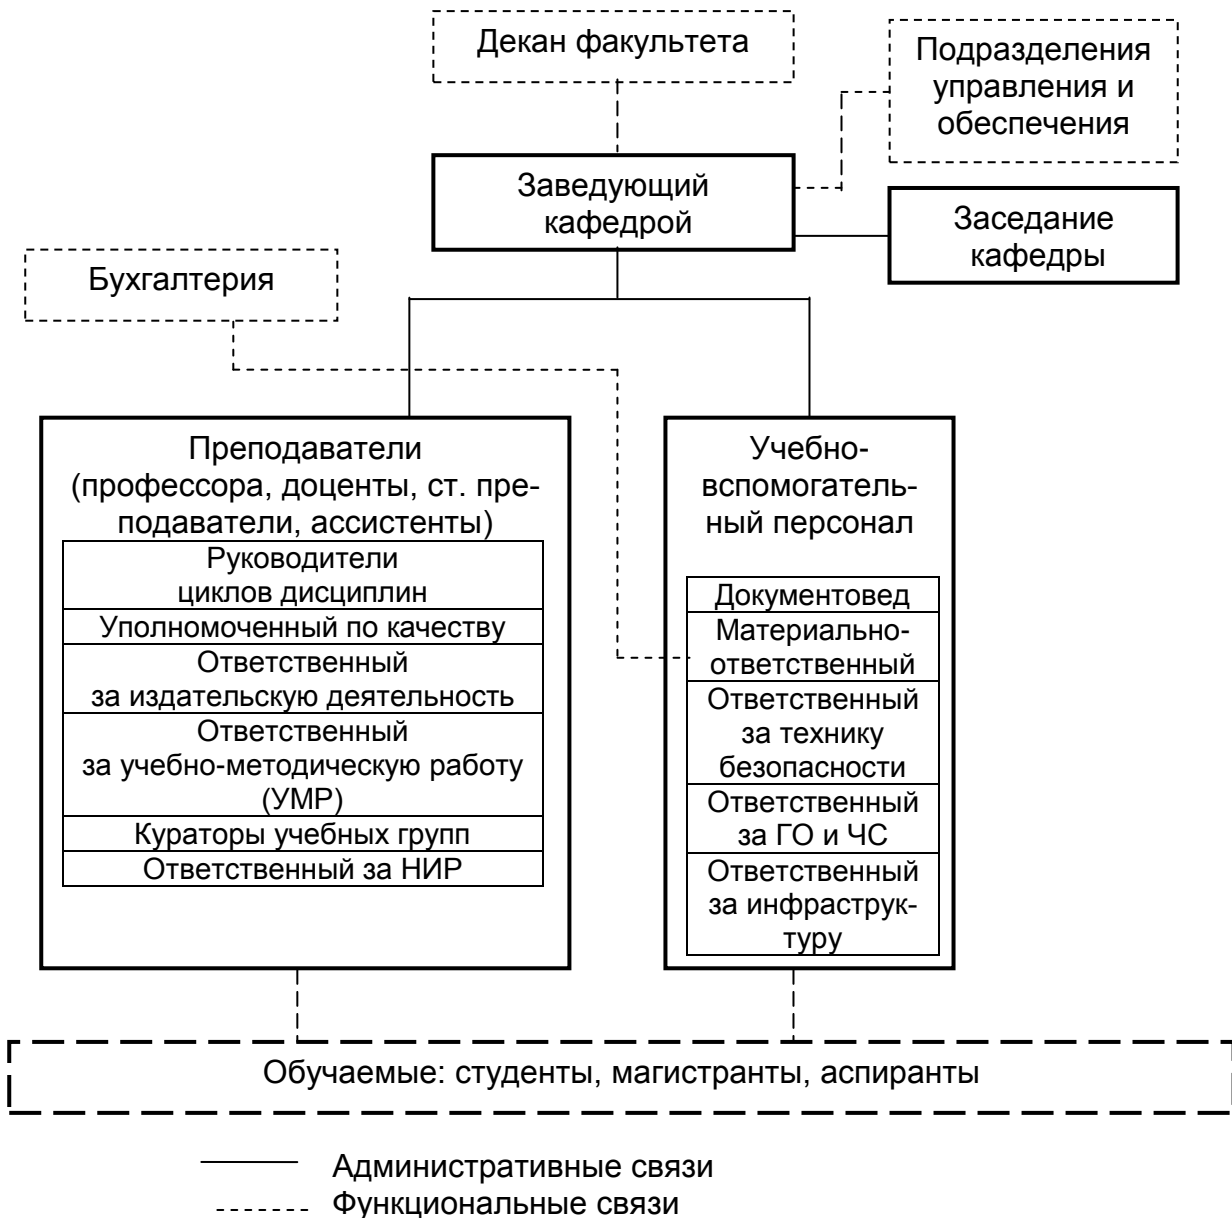 Декан факультета
Подразделения
управления и
обеспечения
Заведующий
кафедрой
Заседание
кафедры
Бухгалтерия
Преподаватели
(профессора, доценты, ст. пре-
подаватели, ассистенты)
Руководители
циклов дисциплин
Уполномоченный по качеству
Ответственный
за издательскую деятельность
Ответственный
за учебно-методическую работу
(УМР)
Кураторы учебных групп
Ответственный за НИР
Учебно-
вспомогатель-
ный персонал
Документовед
Материально-
ответственный
Ответственный
за технику
безопасности
Ответственный
за ГО и ЧС
Ответственный
за инфраструк-
туру
Обучаемые: студенты, магистранты, аспиранты
Административные связи
Функциональные связи